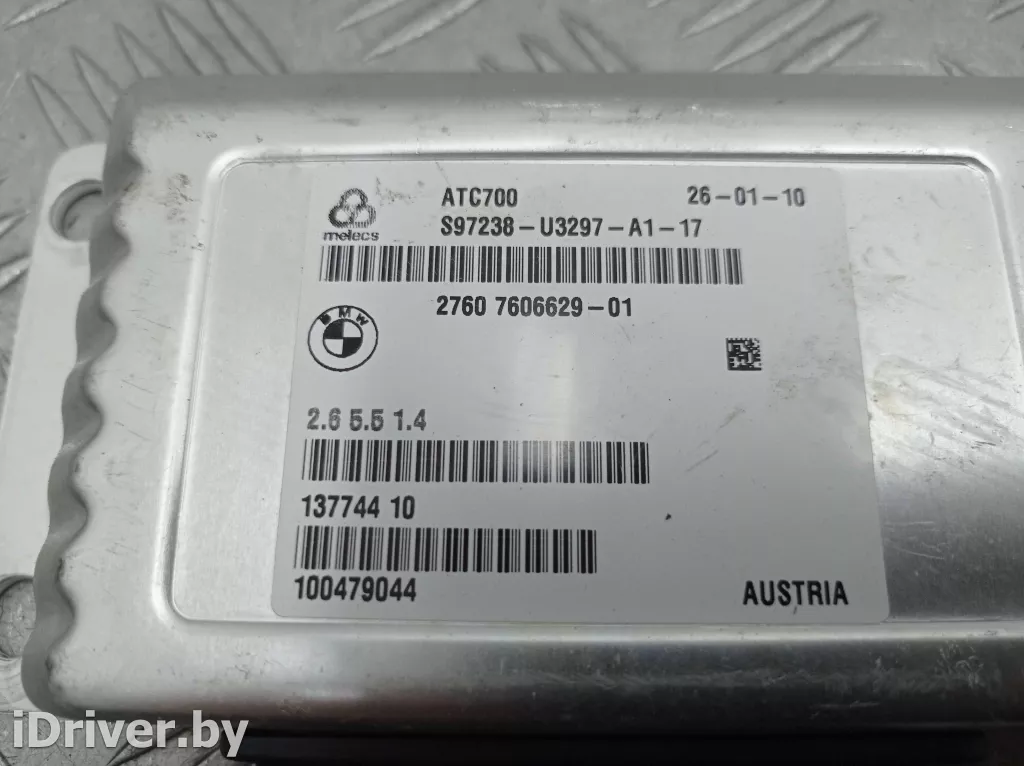 melecs
ATC700 26-01-10
S97238-U3297-A1-17
2760 7606629-01
BMW
2.6 5.5 1.4
137744 10
100479044
AUSTRIA
iDriver.by